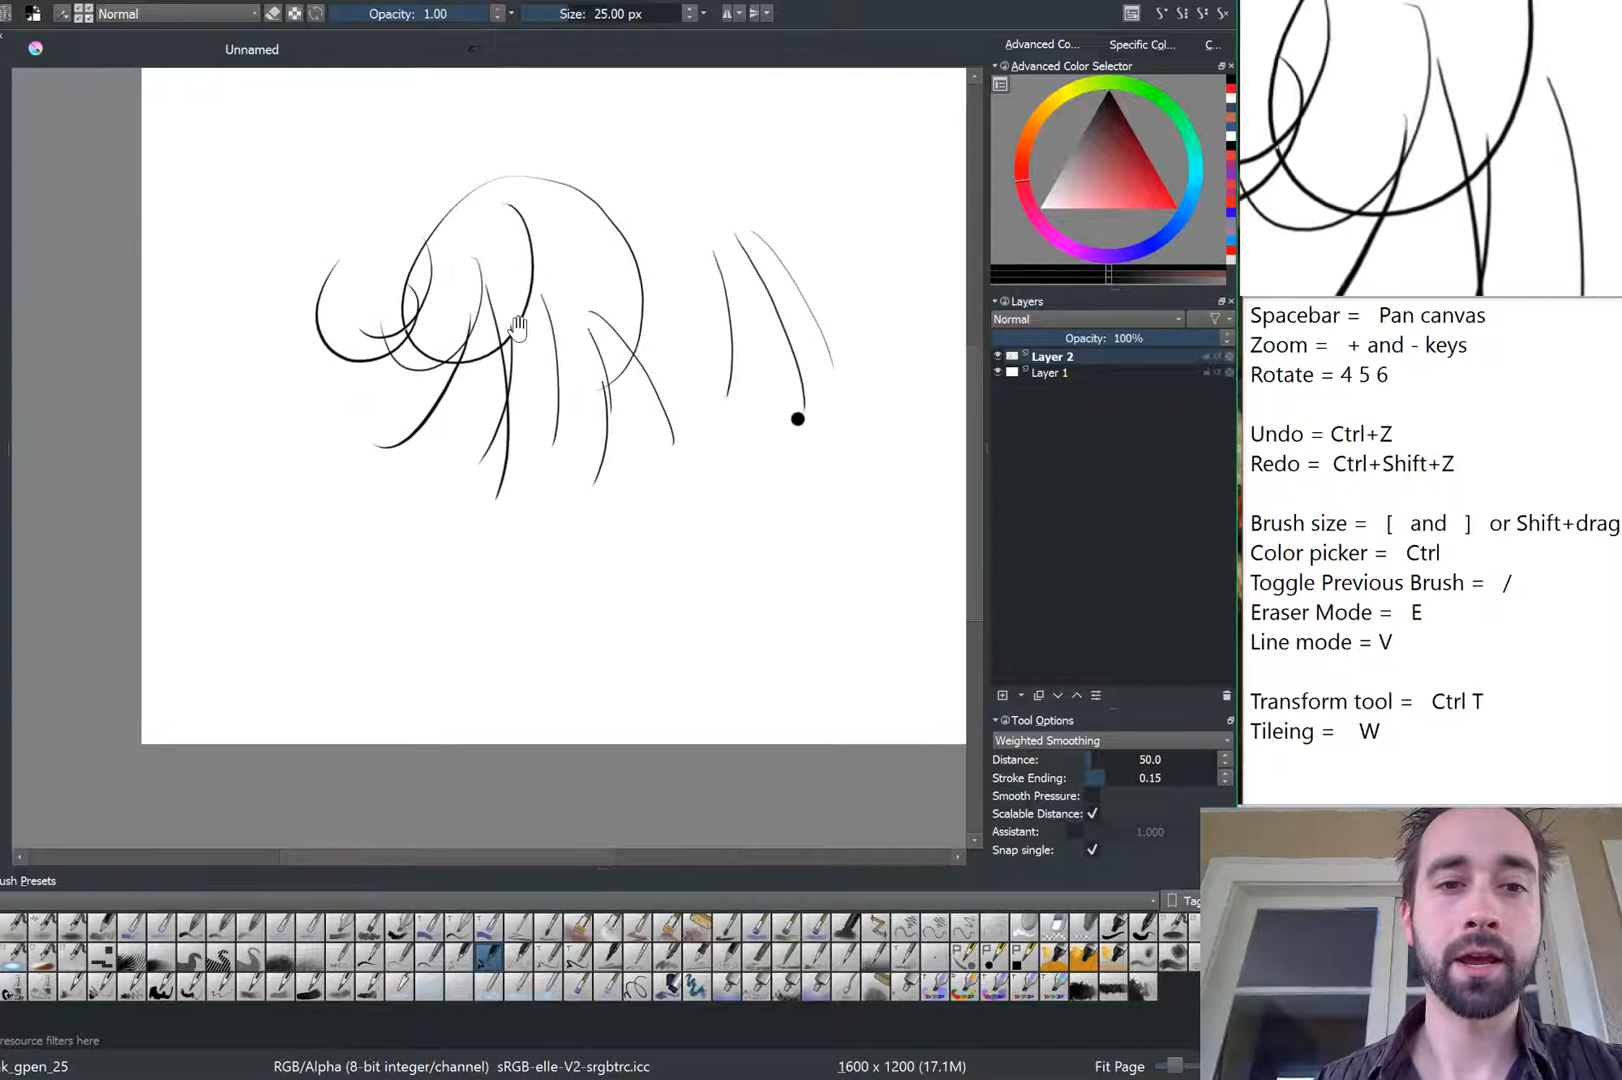 Normal
Opacity: 1.00
Size: 25.00 px
Unnamed
Advanced Co...
Specific Col...
C...
Advanced Color Selector
Layers
Normal
Opacity: 100%
Layer 2
Layer 1
Tool Options
Weighted Smoothing
Distance: 50.0
Stroke Ending: 0.15
Smooth Pressure:
Scalable Distance:
Assistant: 1.000
Snap single:
ush Presets
Tag
resource filters here
k_gpen_25
RGB/Alpha (8-bit integer/channel) sRGB-elle-V2-srgbtrc.icc
1600 x 1200 (17.1M)
Fit Page
Spacebar = Pan canvas
Zoom = + and - keys
Rotate = 4 5 6
Undo = Ctrl+Z
Redo = Ctrl+Shift+Z
Brush size = [ and ] or Shift+drag
Color picker = Ctrl
Toggle Previous Brush = /
Eraser Mode = E
Line mode = V
Transform tool = Ctrl T
Tileing = W